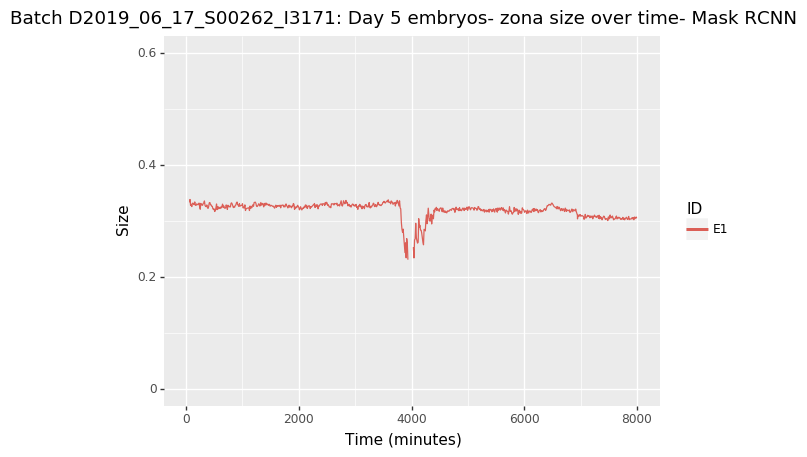 Batch D2019_06_17_S00262_I3171: Day 5 embryos- zona size over time- Mask RCNN
0.6
0.4
0.2
0
Size
0 2000 4000 6000 8000
Time (minutes)
ID
E1